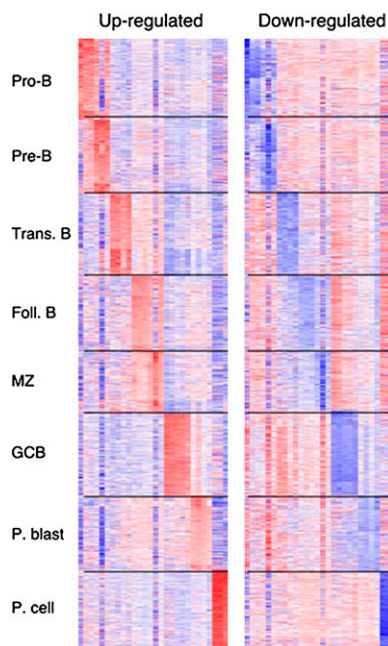 Up-regulated Down-regulated
Pro-B
Pre-B
Trans. B
Foll. B
MZ
GCB
P. blast
P. cell